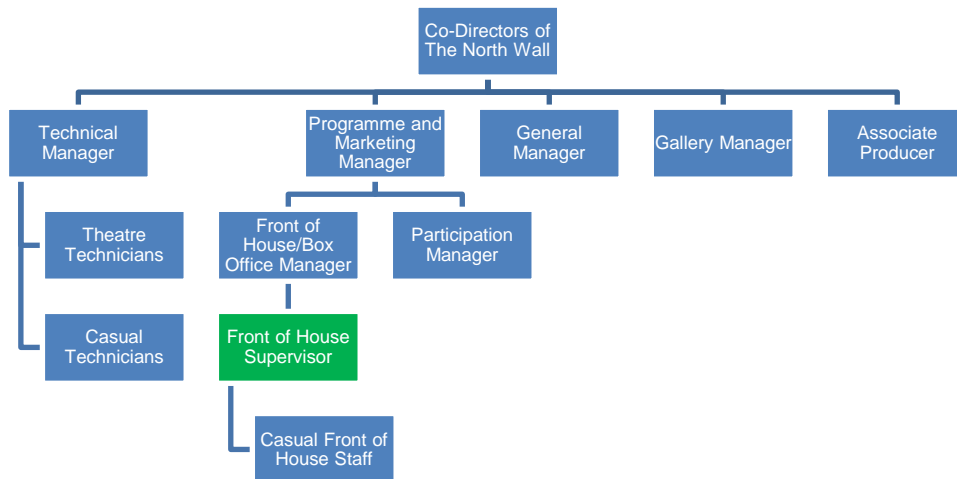 Co-Directors of
The North Wall
Technical
Manager
Programme and
Marketing
Manager
General
Manager
Gallery Manager
Associate
Producer
Theatre
Technicians
Front of
House/Box
Office Manager
Participation
Manager
Casual
Technicians
Front of House
Supervisor
Casual Front of
House Staff